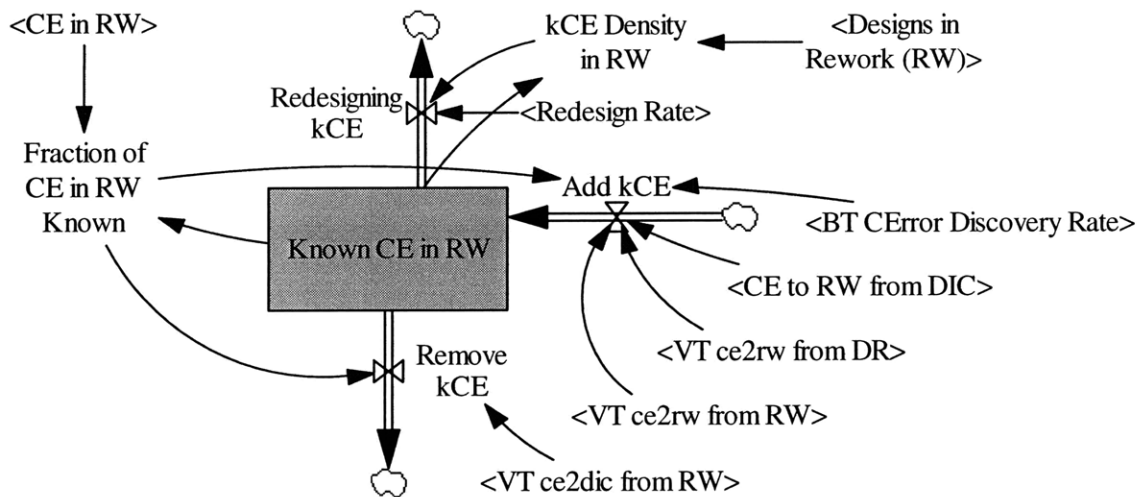 <CE in RW>
kCE Density
in RW
<Designs in
Rework (RW)>
Redesigning
kCE
<Redesign Rate>
Fraction of
CE in RW
Known
Add kCE
<BT CError Discovery Rate>
Known CE in RW
<CE to RW from DIC>
<VT ce2rw from DR>
Remove
kCE
<VT ce2rw from RW>
<VT ce2dic from RW>